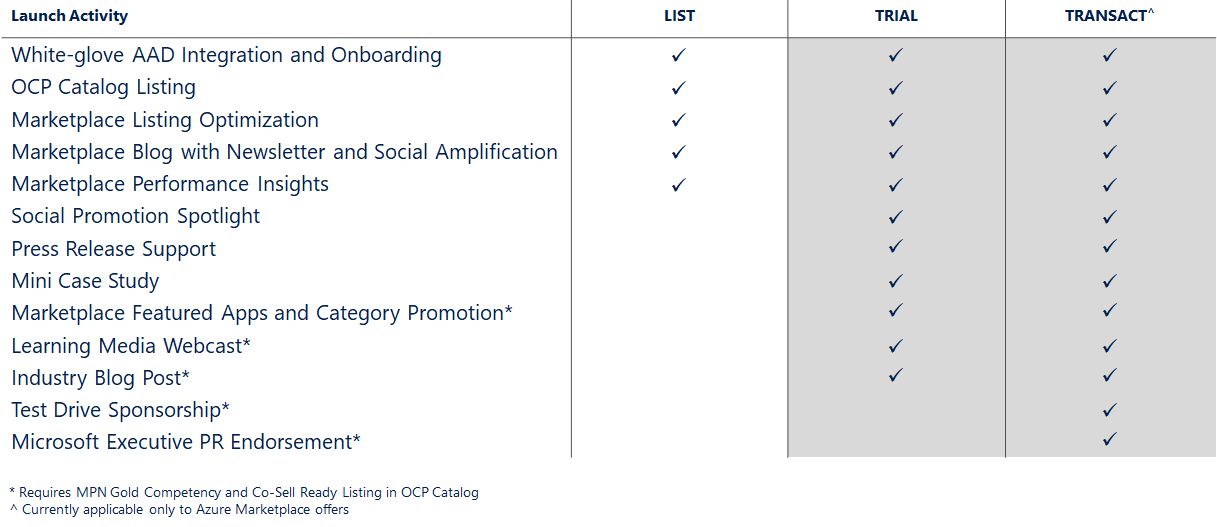 Launch Activity LIST TRIAL TRANSACT^
White-glove AAD Integration and Onboarding ✓ ✓ ✓
OCP Catalog Listing ✓ ✓ ✓
Marketplace Listing Optimization ✓ ✓ ✓
Marketplace Blog with Newsletter and Social Amplification ✓ ✓ ✓
Marketplace Performance Insights ✓ ✓ ✓
Social Promotion Spotlight ✓ ✓
Press Release Support ✓ ✓
Mini Case Study ✓ ✓
Marketplace Featured Apps and Category Promotion* ✓ ✓
Learning Media Webcast* ✓ ✓
Industry Blog Post* ✓ ✓
Test Drive Sponsorship* ✓
Microsoft Executive PR Endorsement* ✓
* Requires MPN Gold Competency and Co-Sell Ready Listing in OCP Catalog
^ Currently applicable only to Azure Marketplace offers